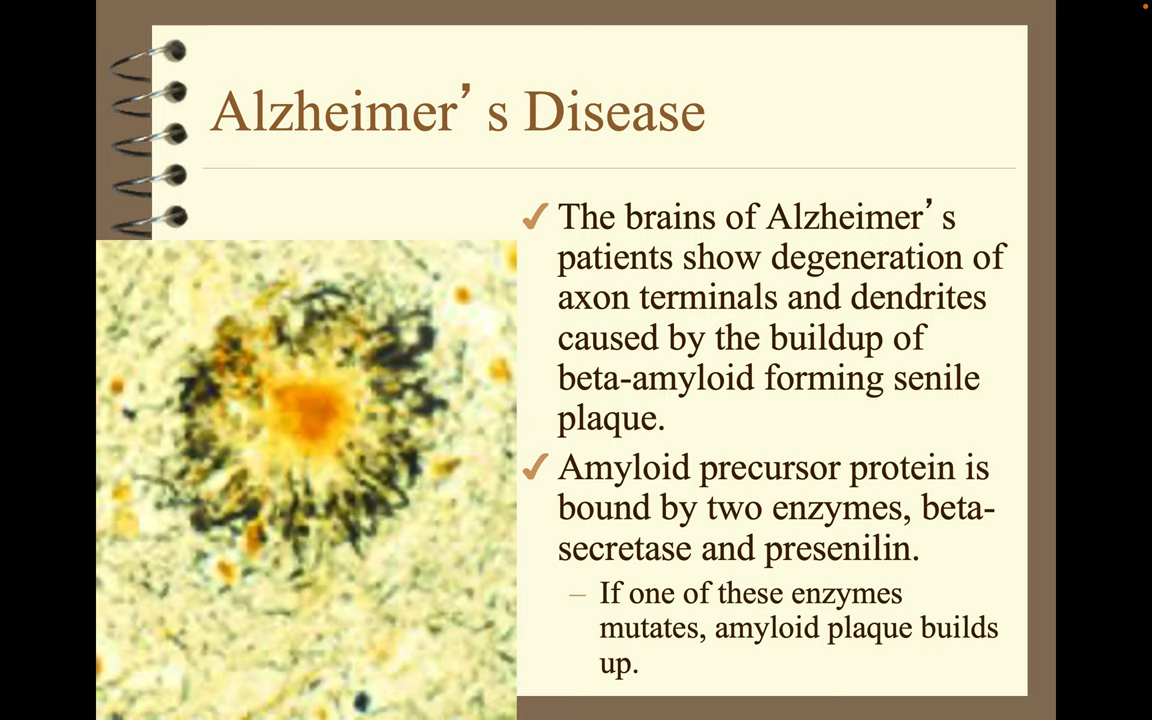 Alzheimer’s Disease
✓ The brains of Alzheimer’s
patients show degeneration of
axon terminals and dendrites
caused by the buildup of
beta-amyloid forming senile
plaque.
✓ Amyloid precursor protein is
bound by two enzymes, beta-
secretase and presenilin.
– If one of these enzymes
mutates, amyloid plaque builds
up.